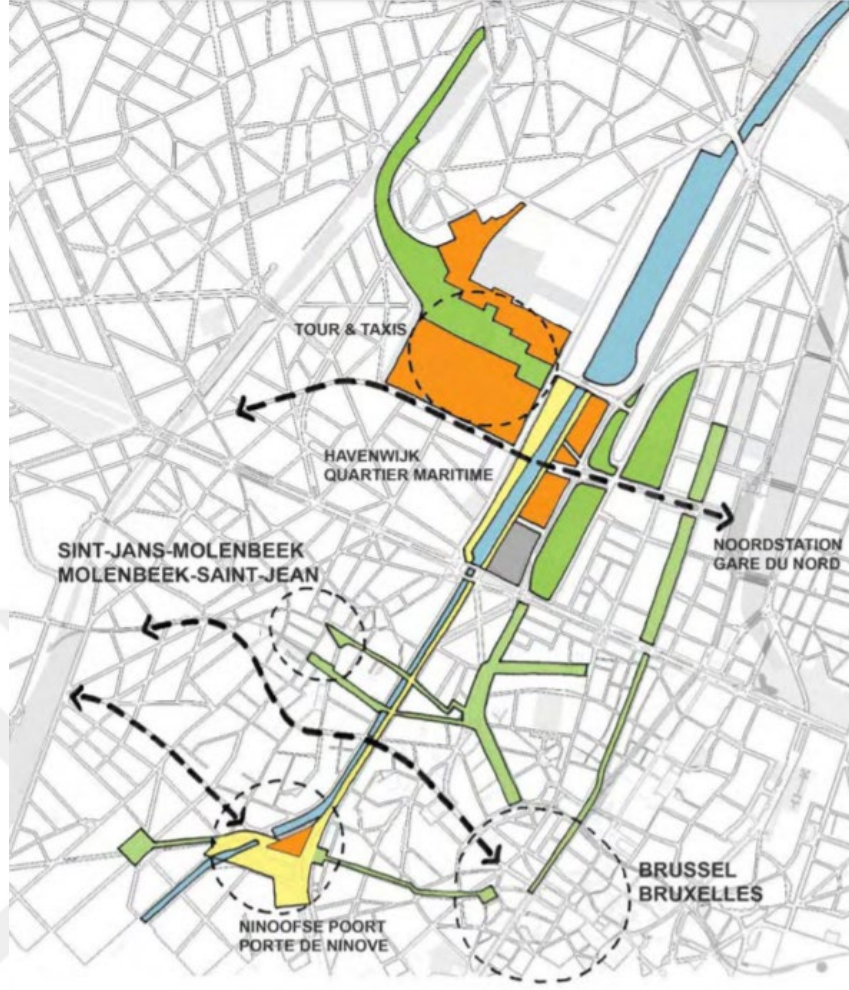 TOUR & TAXIS
HAVENWIJK
QUARTIER MARITIME
NOORDSTATION
GARE DU NORD
SINT-JANS-MOLENBEEK
MOLENBEEK-SAINT-JEAN
BRUSSEL
BRUXELLES
NINOOFSE POORT
PORTE DE NINOVE